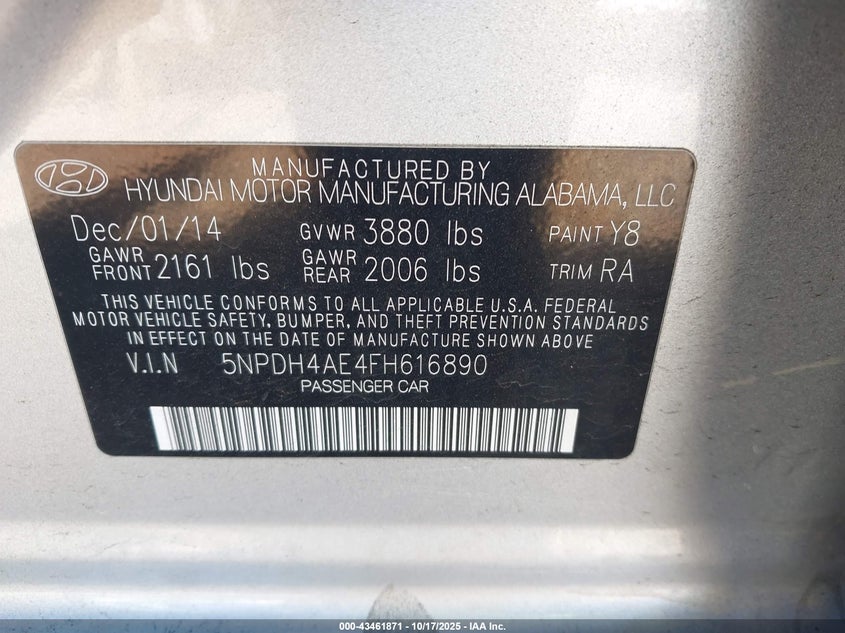 MANUFACTURED BY
HYUNDAI MOTOR MANUFACTURING ALABAMA, LLC
Dec/01/14 GVWR 3880 lbs PAINT Y8
GAWR FRONT 2161 lbs GAWR REAR 2006 lbs TRIM RA
THIS VEHICLE CONFORMS TO ALL APPLICABLE U.S.A. FEDERAL
MOTOR VEHICLE SAFETY, BUMPER, AND THEFT PREVENTION STANDARDS
IN EFFECT ON THE DATE OF MANUFACTURE SHOWN ABOVE
V.I.N 5NPDH4AE4FH616890
PASSENGER CAR
000-43461871 - 10/17/2025 - IAA Inc.